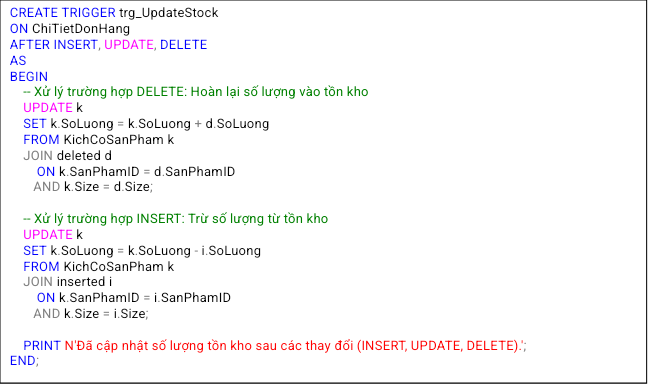 CREATE TRIGGER trg_UpdateStock
ON ChiTietDonHang
AFTER INSERT, UPDATE, DELETE
AS
BEGIN
-- Xử lý trường hợp DELETE: Hoàn lại số lượng vào tồn kho
UPDATE k
SET k.SoLuong = k.SoLuong + d.SoLuong
FROM KichCoSanPham k
JOIN deleted d
ON k.SanPhamID = d.SanPhamID
AND k.Size = d.Size;
-- Xử lý trường hợp INSERT: Trừ số lượng từ tồn kho
UPDATE k
SET k.SoLuong = k.SoLuong - i.SoLuong
FROM KichCoSanPham k
JOIN inserted i
ON k.SanPhamID = i.SanPhamID
AND k.Size = i.Size;
PRINT N'Đã cập nhật số lượng tồn kho sau các thay đổi (INSERT, UPDATE, DELETE).';
END;